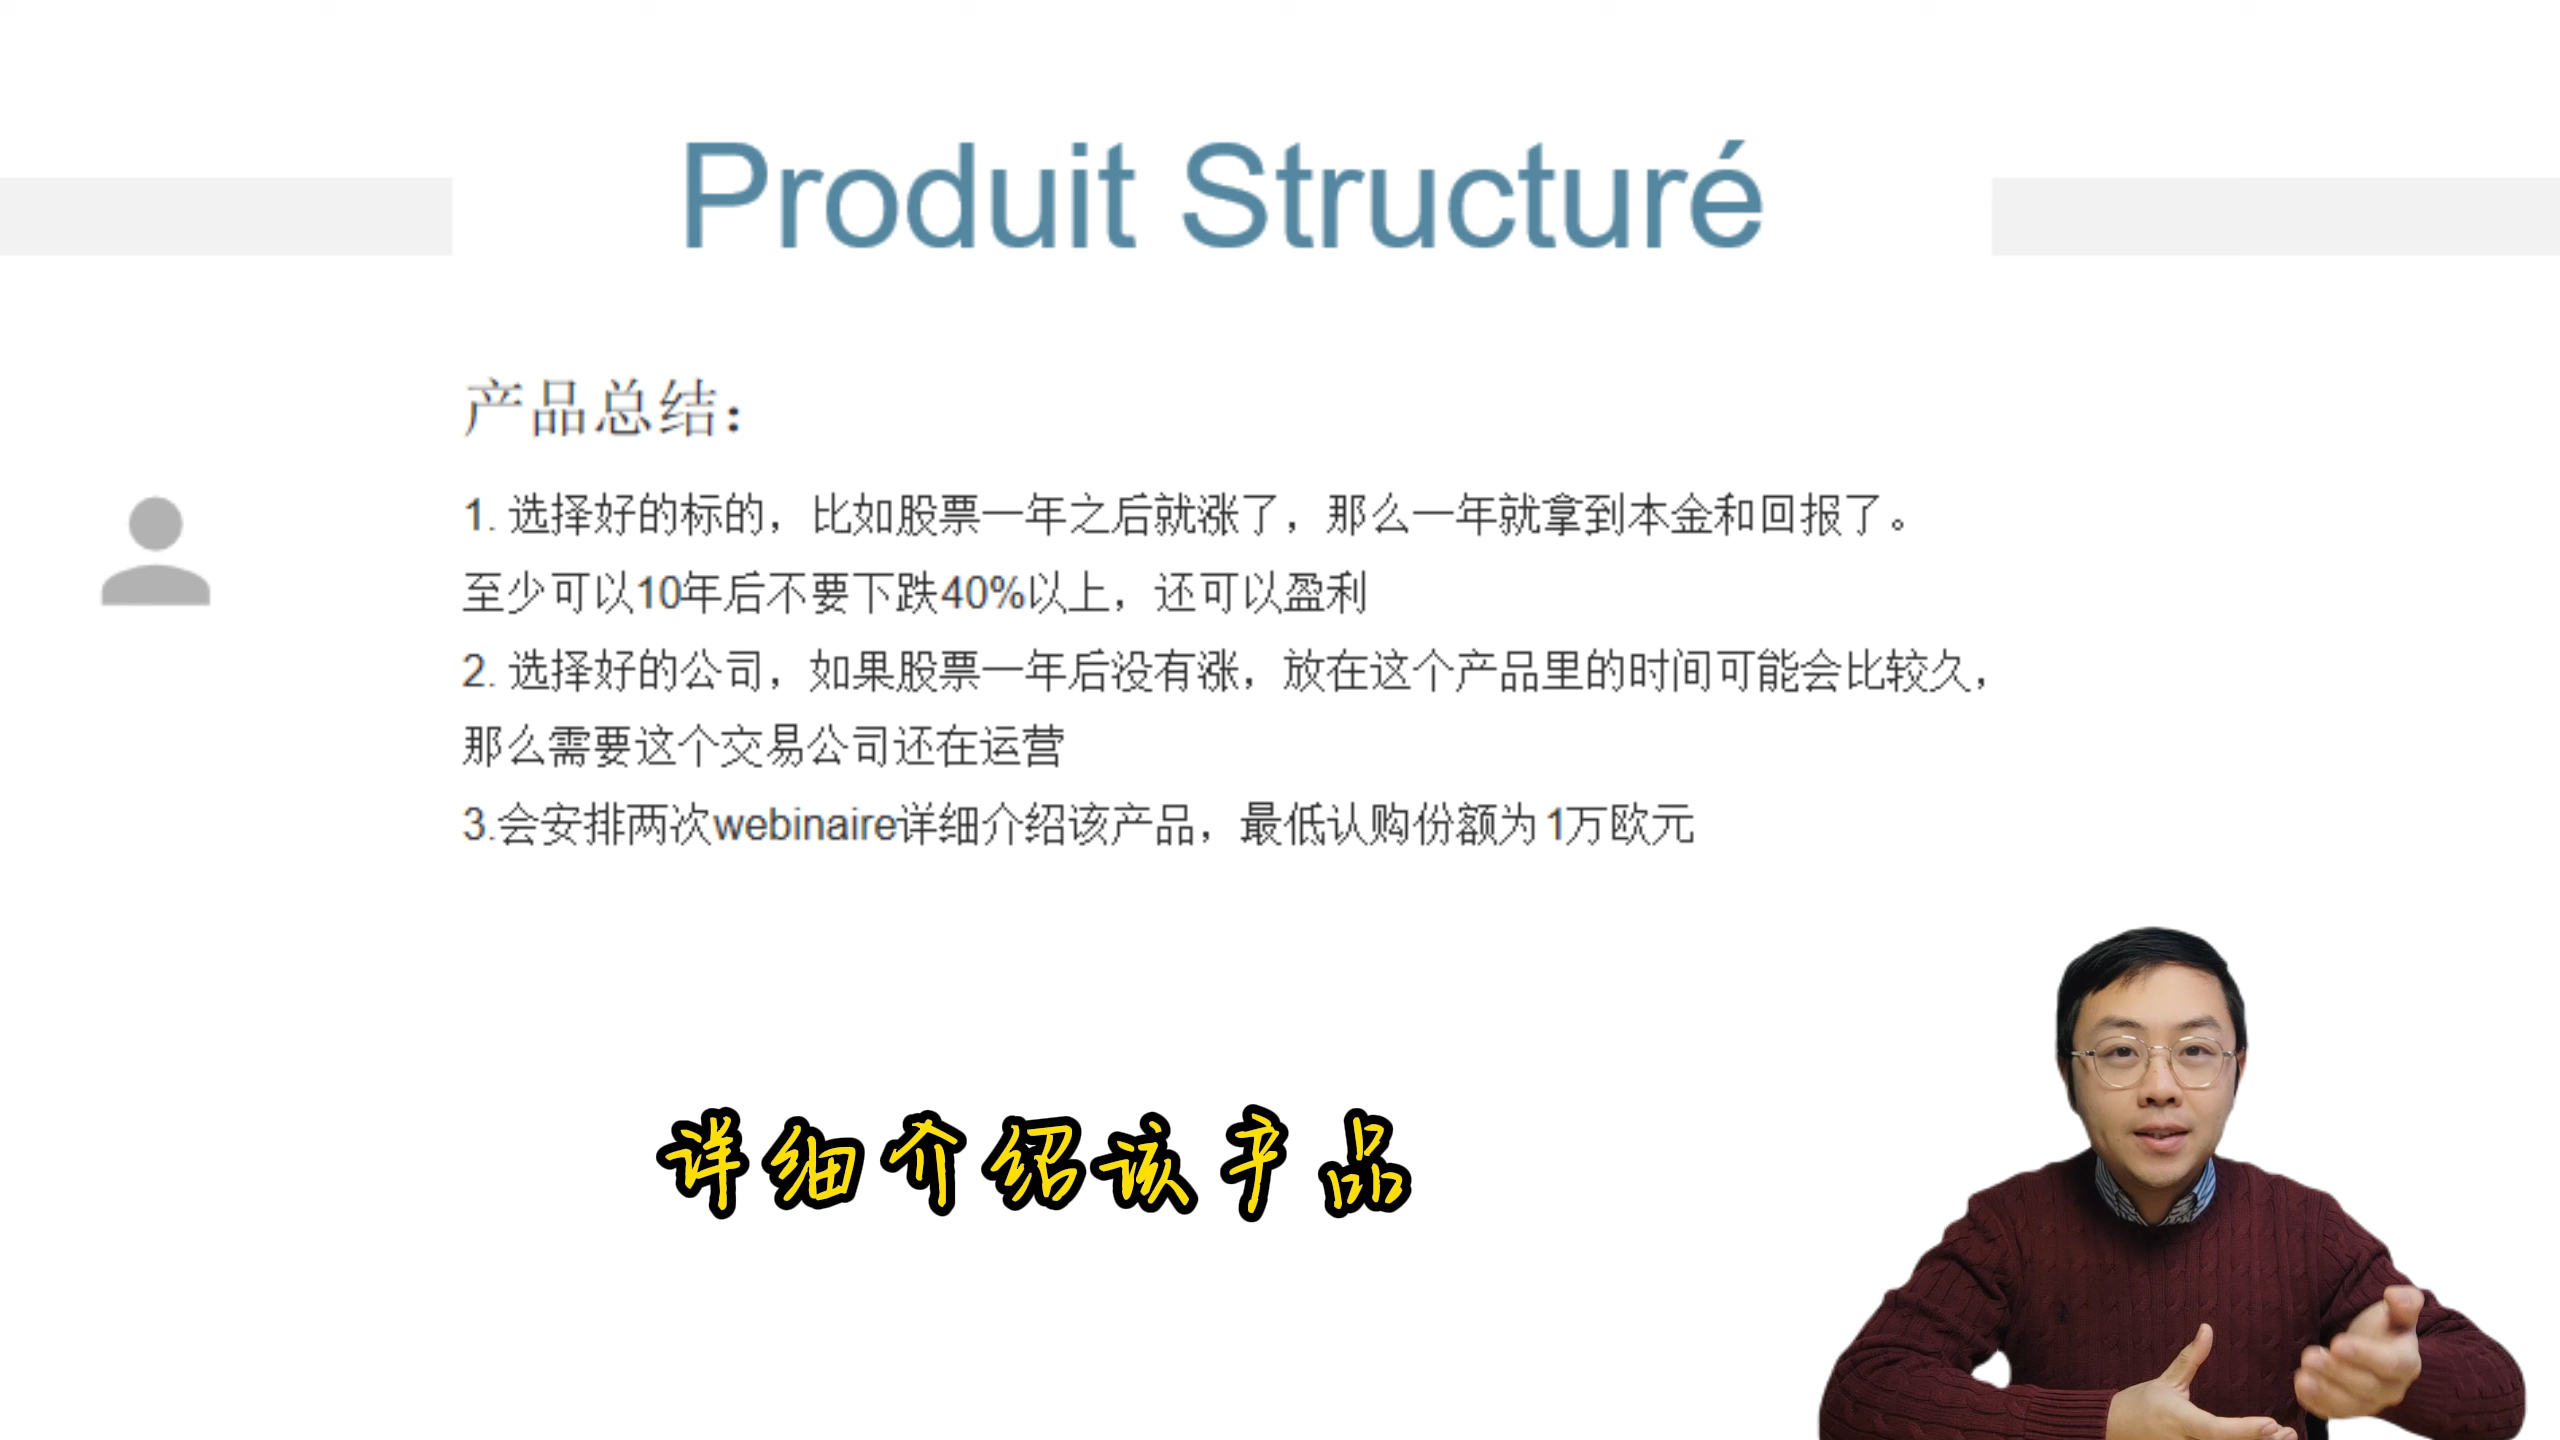 Produit Structuré
产品总结：
1. 选择好的标的，比如股票一年之后就涨了，那么一年就拿到本金和回报了。
至少可以10年后不要下跌40%以上，还可以盈利
2. 选择好的公司，如果股票一年后没有涨，放在这个产品里的时间可能会比较久，
那么需要这个交易公司还在运营
3.会安排两次webinaire详细介绍该产品，最低认购份额为1万欧元
详细介绍该产品